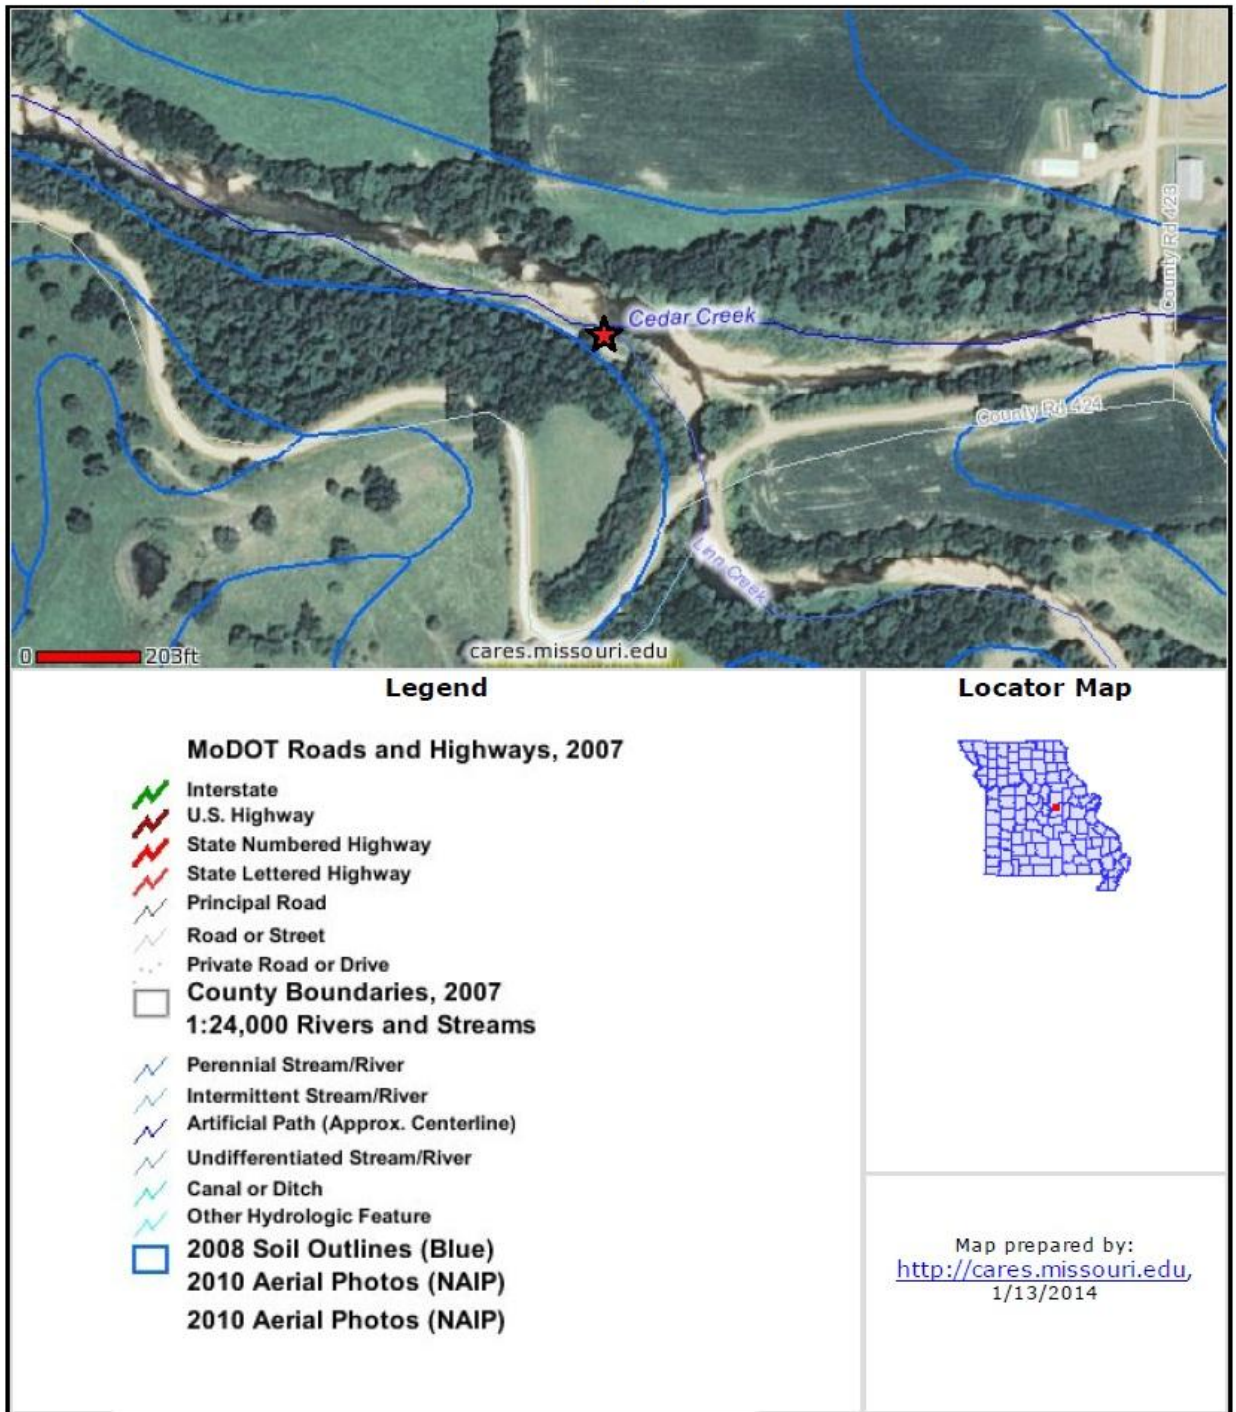 County Rd 423
Cedar Creek
County Rd 424
Linn Creek
0 203ft
cares.missouri.edu
Legend
MoDOT Roads and Highways, 2007
Interstate
U.S. Highway
State Numbered Highway
State Lettered Highway
Principal Road
Road or Street
Private Road or Drive
County Boundaries, 2007
1:24,000 Rivers and Streams
Perennial Stream/River
Intermittent Stream/River
Artificial Path (Approx. Centerline)
Undifferentiated Stream/River
Canal or Ditch
Other Hydrologic Feature
2008 Soil Outlines (Blue)
2010 Aerial Photos (NAIP)
2010 Aerial Photos (NAIP)
Locator Map
Map prepared by:
http://cares.missouri.edu,
1/13/2014